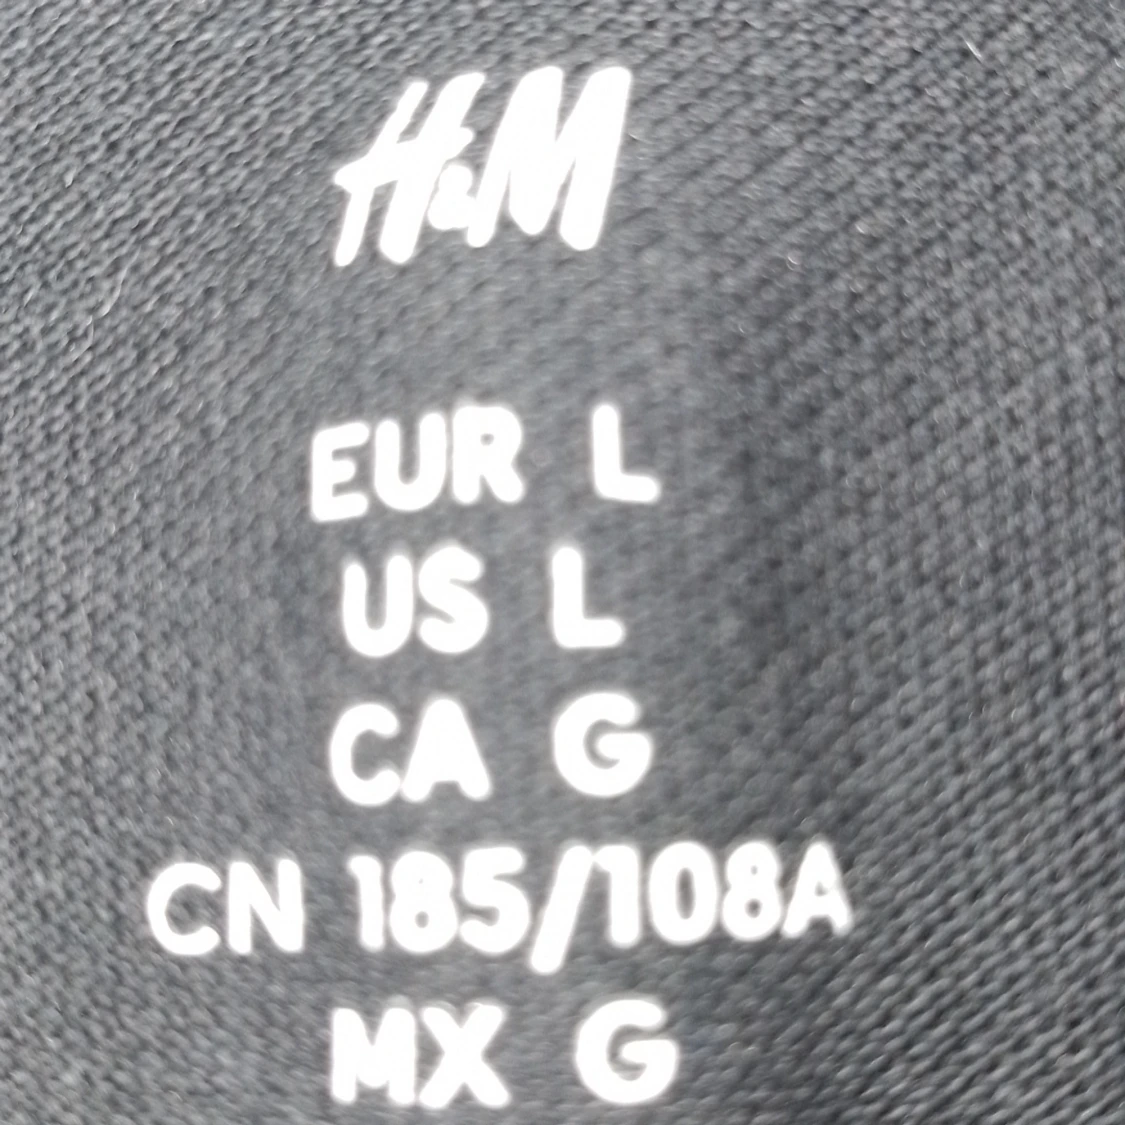 H&M
EUR L
US L
CA G
CN 185/108A
MX G